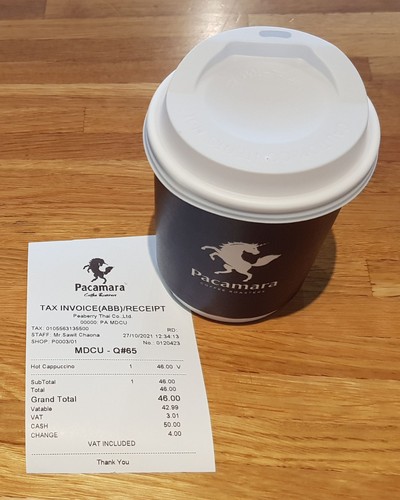 Pacamara
COFFEE ROASTERS
Pacamara
Coffee Roasters
TAX INVOICE(ABB)/RECEIPT
Peaberry Thai Co.,Ltd.
00000 PA MDCU
TAX: 0105563135500 RD:
STAFF: Mr.Sawit Chaona 27/10/2021 12:34:13
SHOP: P0003/01 No.: 0120423
MDCU - Q#65
Hot Cappuccino 1 46.00 V
SubTotal 1 46.00
Total 46.00
Grand Total 46.00
Vatable 42.99
VAT 3.01
CASH 50.00
CHANGE 4.00
VAT INCLUDED
Thank You